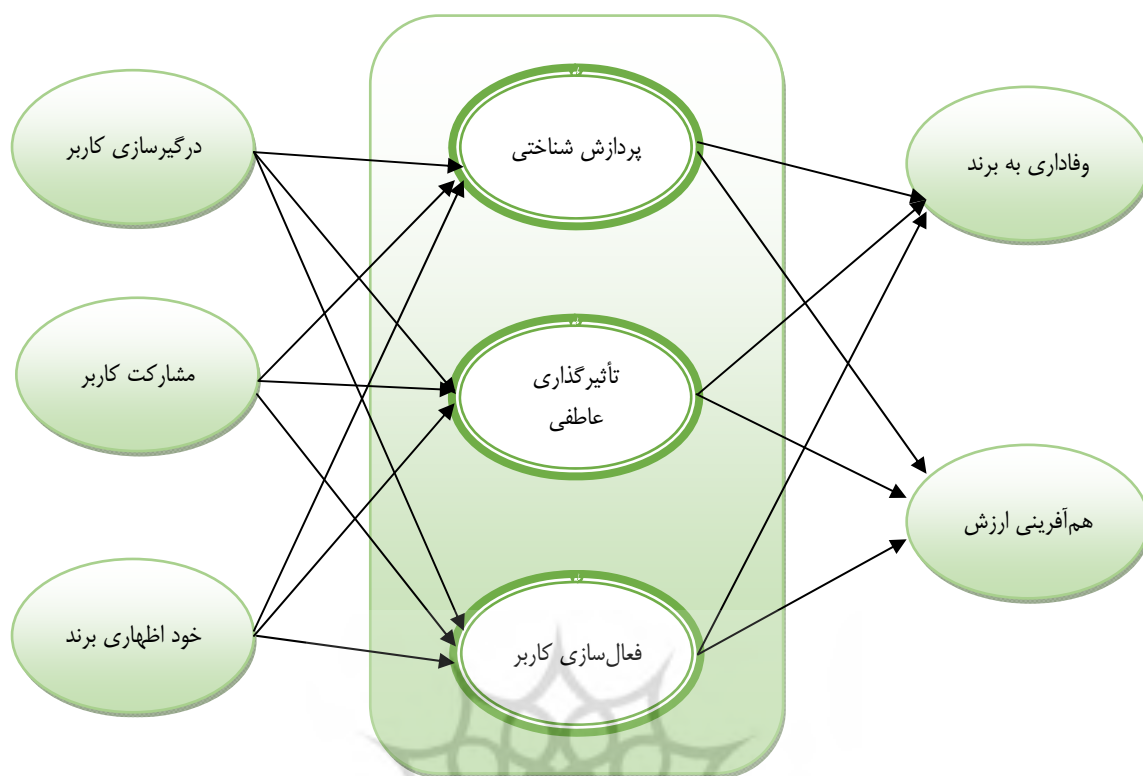 درگیرسازی کاربر
مشارکت کاربر
خود اظهاری برند
پردازش شناختی
تأثیرگذاری
عاطفی
فعال‌سازی کاربر
وفاداری به برند
هم‌آفرینی ارزش